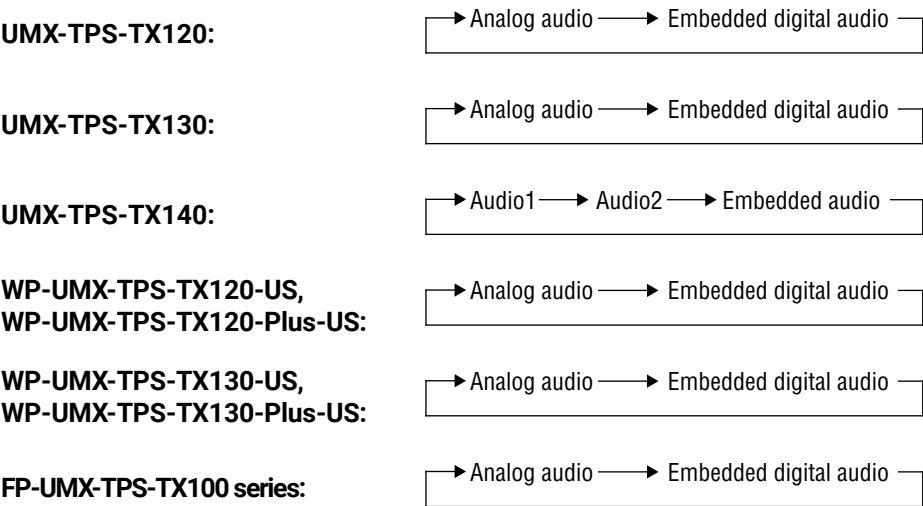 UMX-TPS-TX120: Analog audio Embedded digital audio
UMX-TPS-TX130: Analog audio Embedded digital audio
UMX-TPS-TX140: Audio1 Audio2 Embedded audio
WP-UMX-TPS-TX120-US,
WP-UMX-TPS-TX120-Plus-US: Analog audio Embedded digital audio
WP-UMX-TPS-TX130-US,
WP-UMX-TPS-TX130-Plus-US: Analog audio Embedded digital audio
FP-UMX-TPS-TX100 series: Analog audio Embedded digital audio